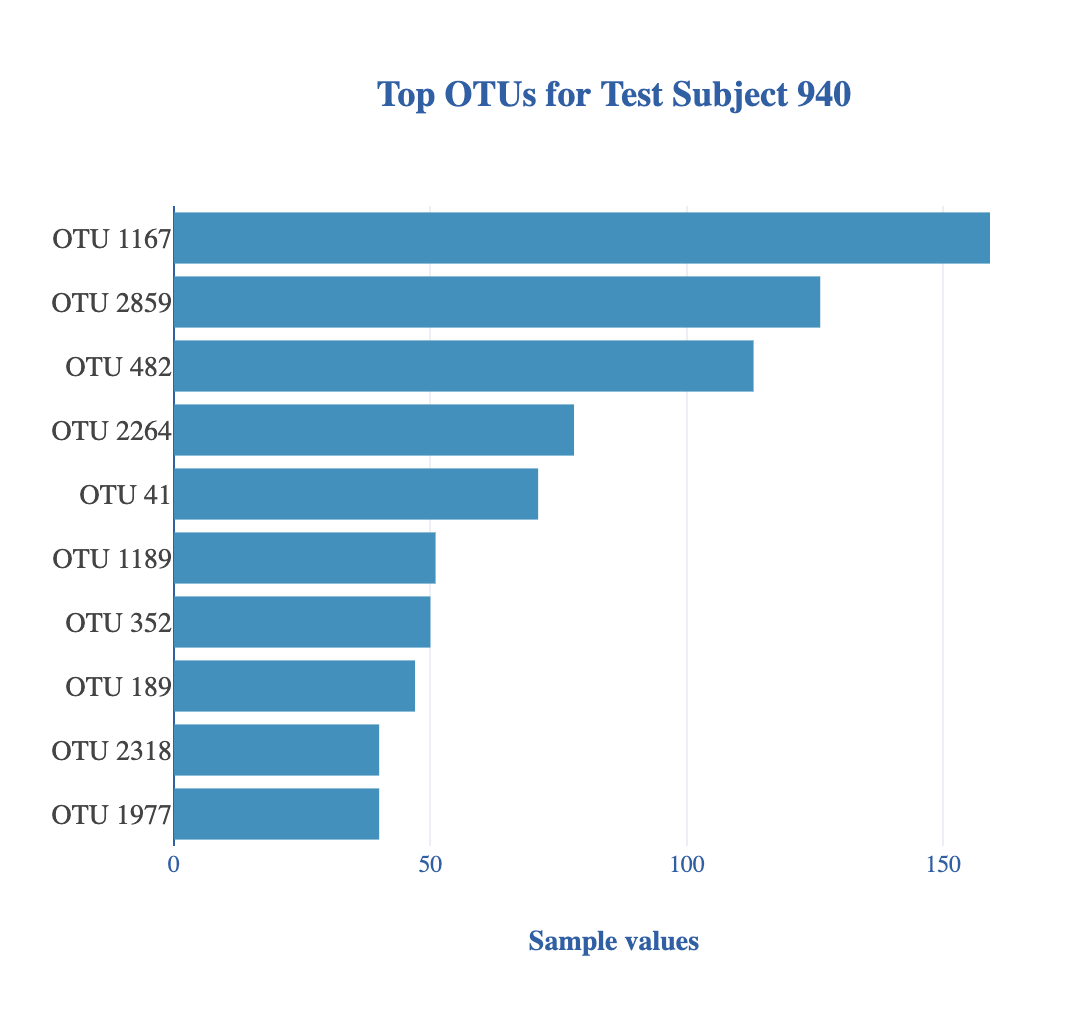 Top OTUs for Test Subject 940
OTU 1167
OTU 2859
OTU 482
OTU 2264
OTU 41
OTU 1189
OTU 352
OTU 189
OTU 2318
OTU 1977
0 50 100 150
Sample values